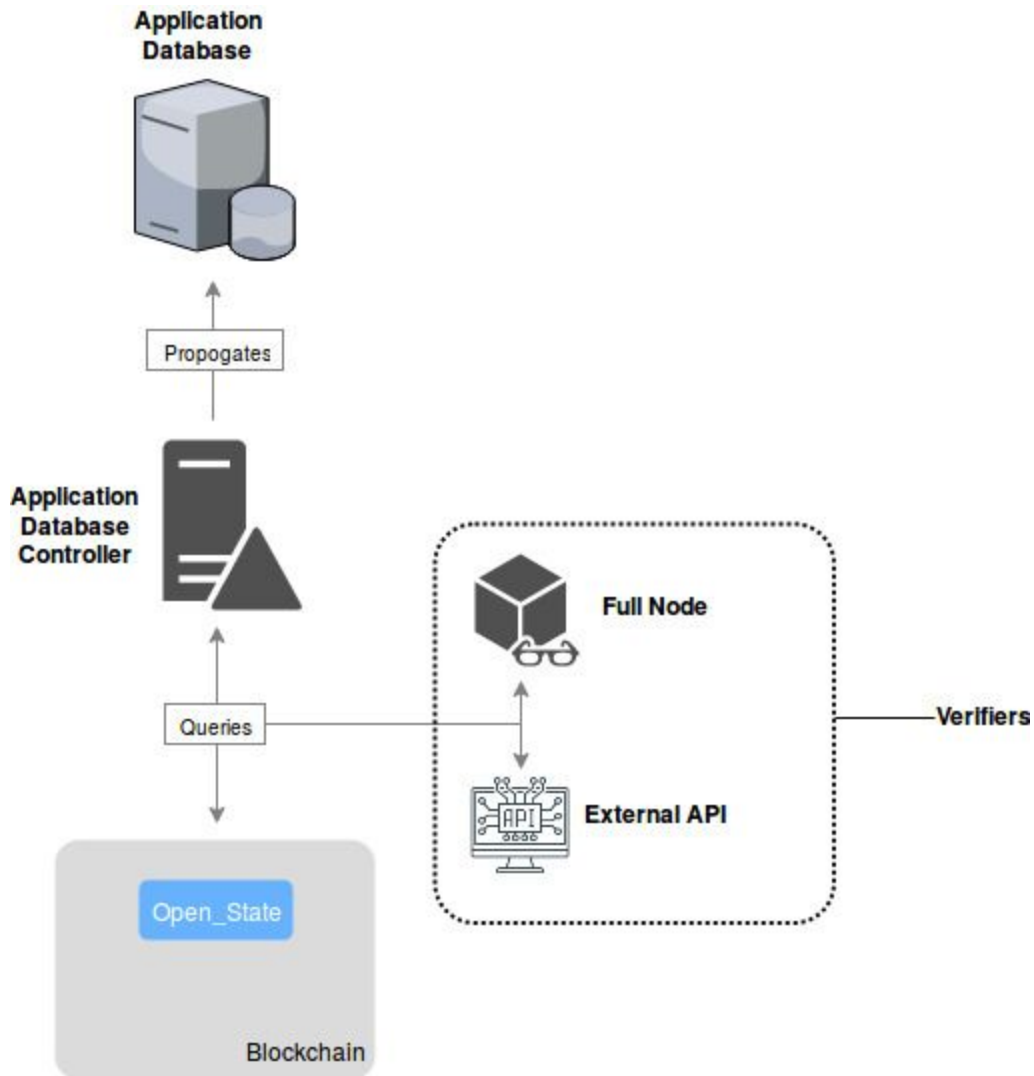 Application
Database
Propogates
Application
Database
Controller
Full Node
Queries
Verifiers
API
External API
Open_State
Blockchain